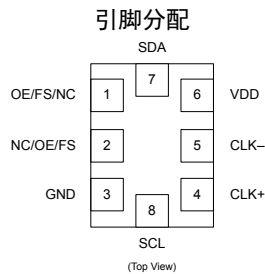 引脚分配
SDA
OE/FS/NC 1 7 6 VDD
NC/OE/FS 2 5 CLK–
GND 3 8 4 CLK+
SCL
(Top View)